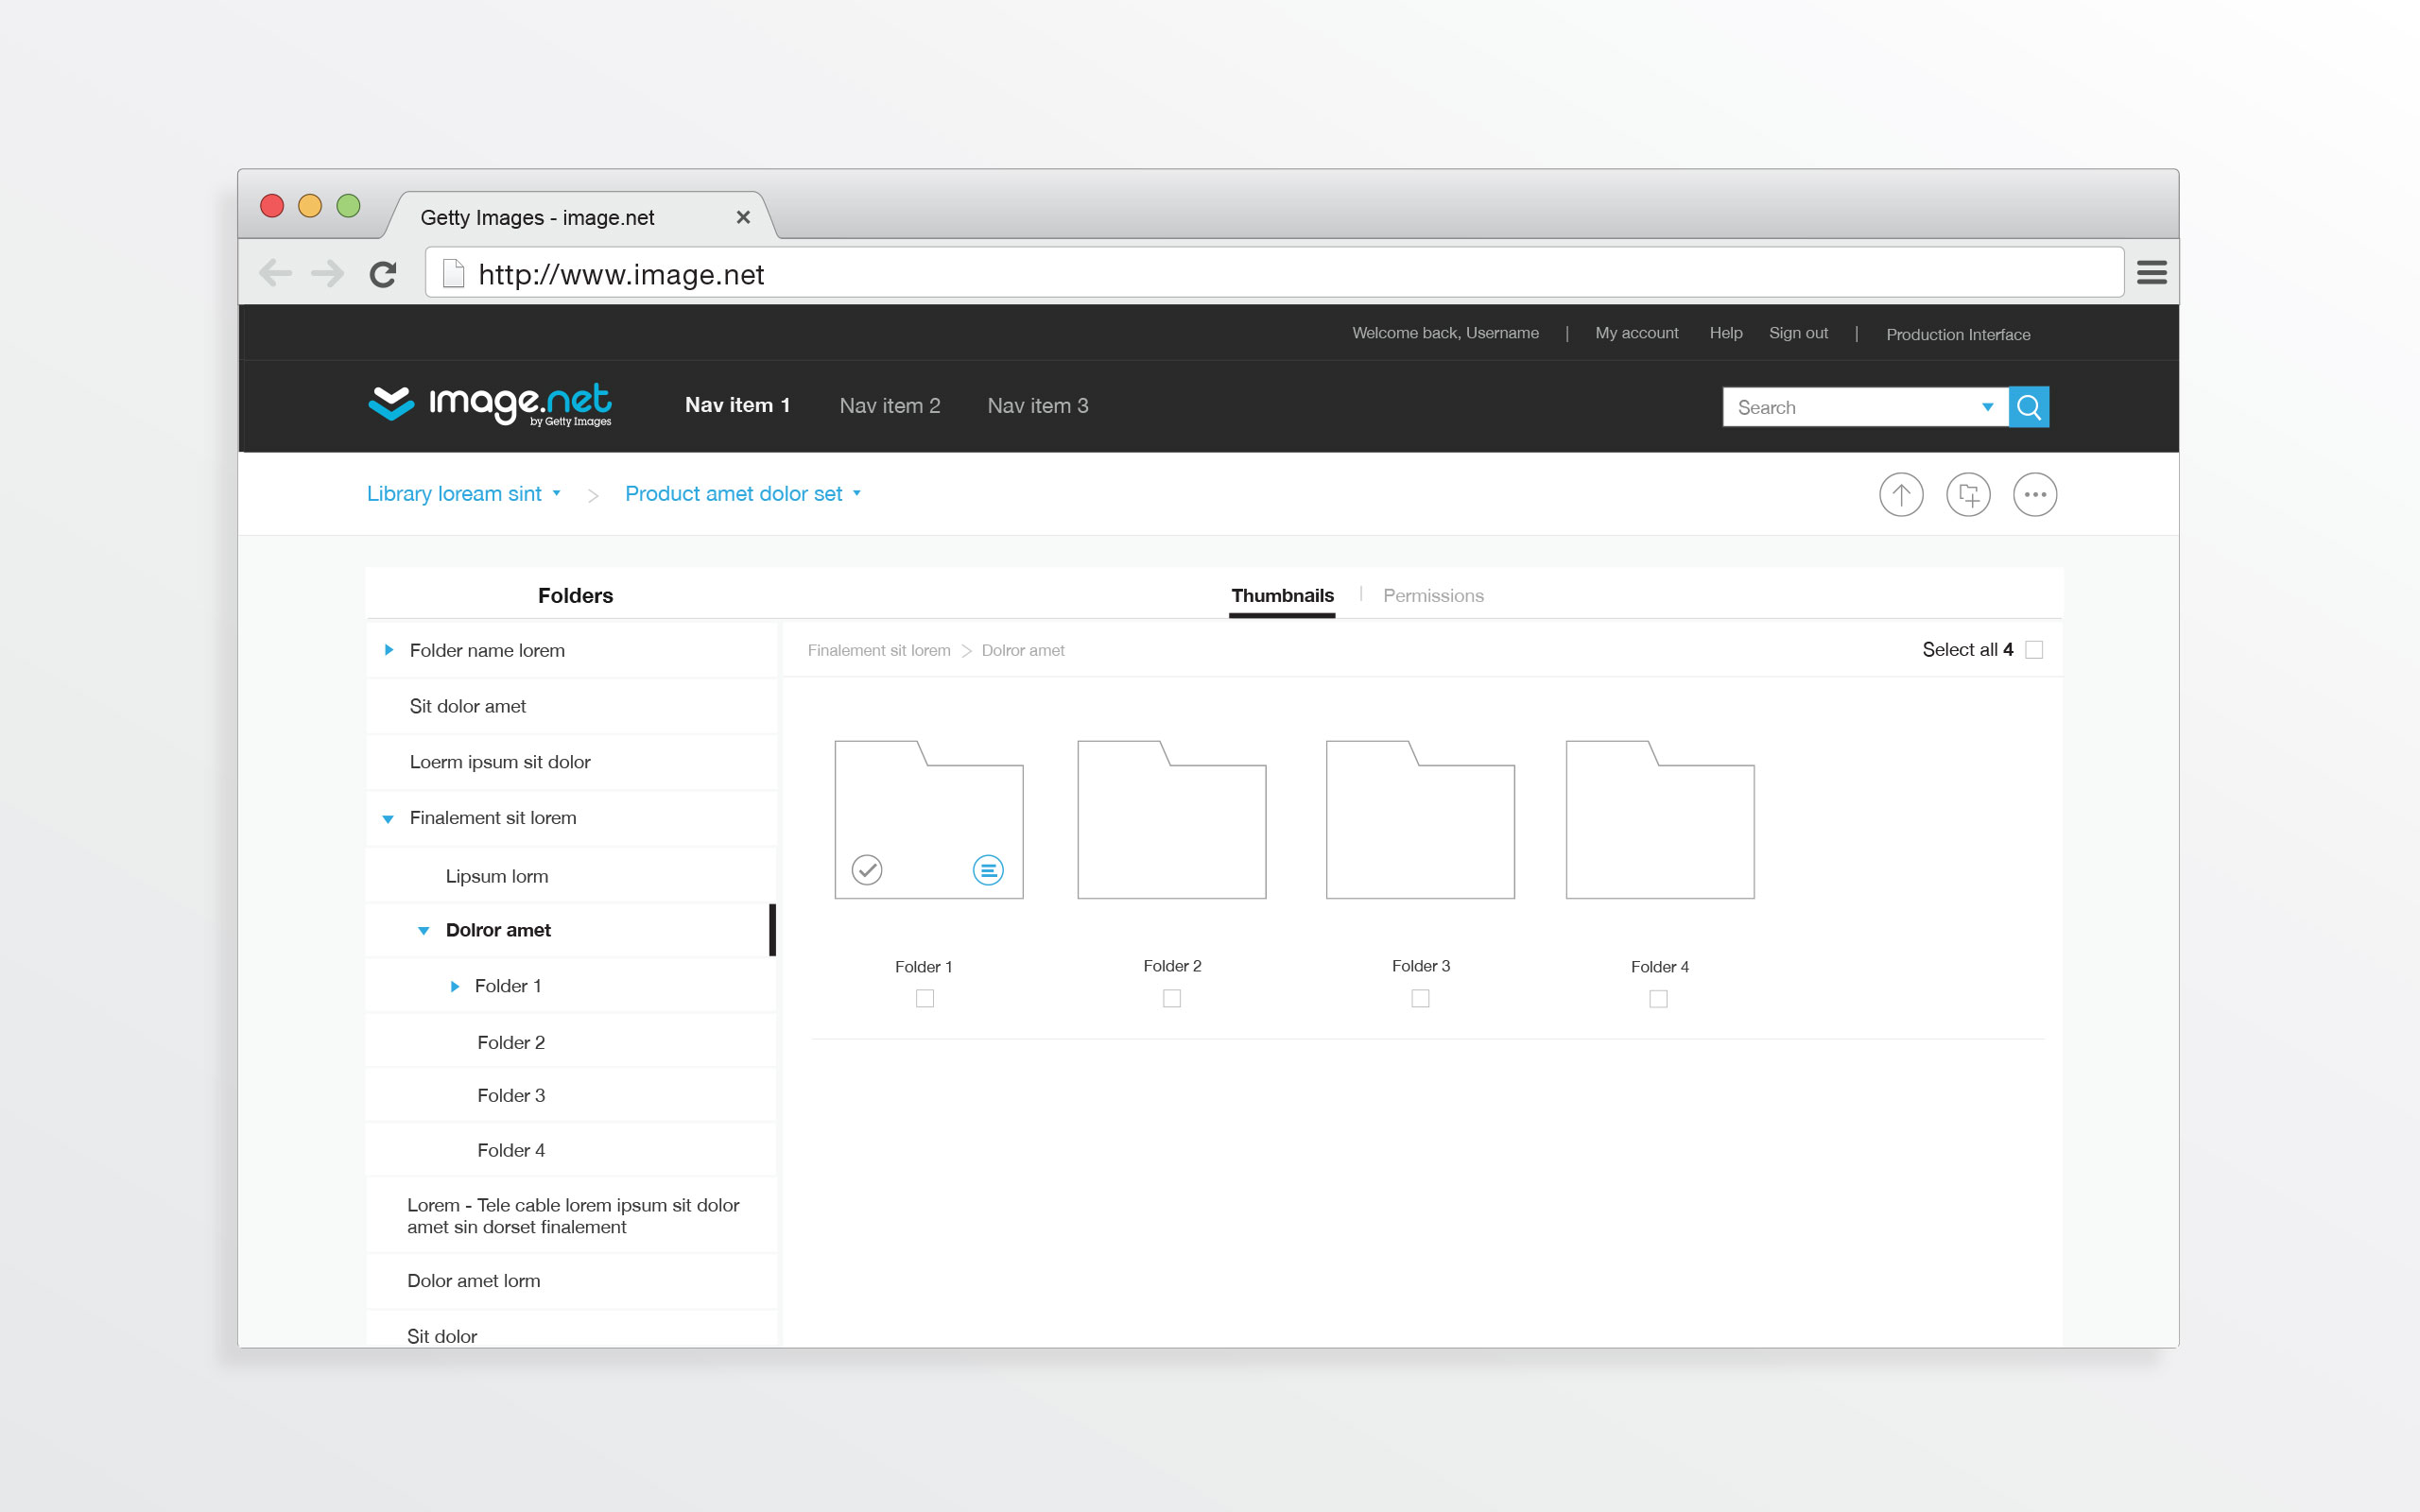 Getty Images - image.net
http://www.image.net
Welcome back, Username | My account Help Sign out | Production Interface
image.net
by Getty Images
Nav item 1 Nav item 2 Nav item 3
Search
Library loream sint > Product amet dolor set
Folders
Thumbnails | Permissions
Folder name lorem
Sit dolor amet
Loerm ipsum sit dolor
Finalement sit lorem
Lipsum lorm
Dolror amet
Folder 1
Folder 2
Folder 3
Folder 4
Lorem - Tele cable lorem ipsum sit dolor
amet sin dorset finalement
Dolor amet lorm
Sit dolor
Finalement sit lorem > Dolror amet
Select all 4
Folder 1
Folder 2
Folder 3
Folder 4